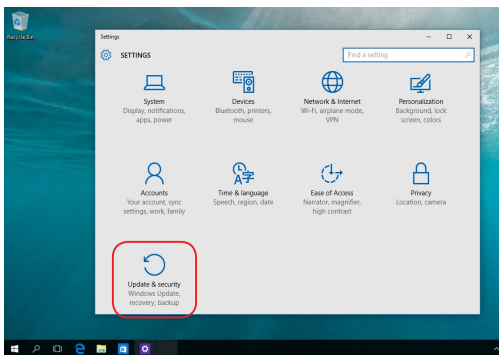 Recycle Bin
Settings
SETTINGS
Find a setting
System
Display, notifications,
apps, power
Devices
Bluetooth, printers,
mouse
Network & Internet
Wi-Fi, airplane mode,
VPN
Personalization
Background, lock
screen, colors
Accounts
Your account, sync
settings, work, family
Time & language
Speech, region, date
Ease of Access
Narrator, magnifier,
high contrast
Privacy
Location, camera
Update & security
Windows Update,
recovery, backup